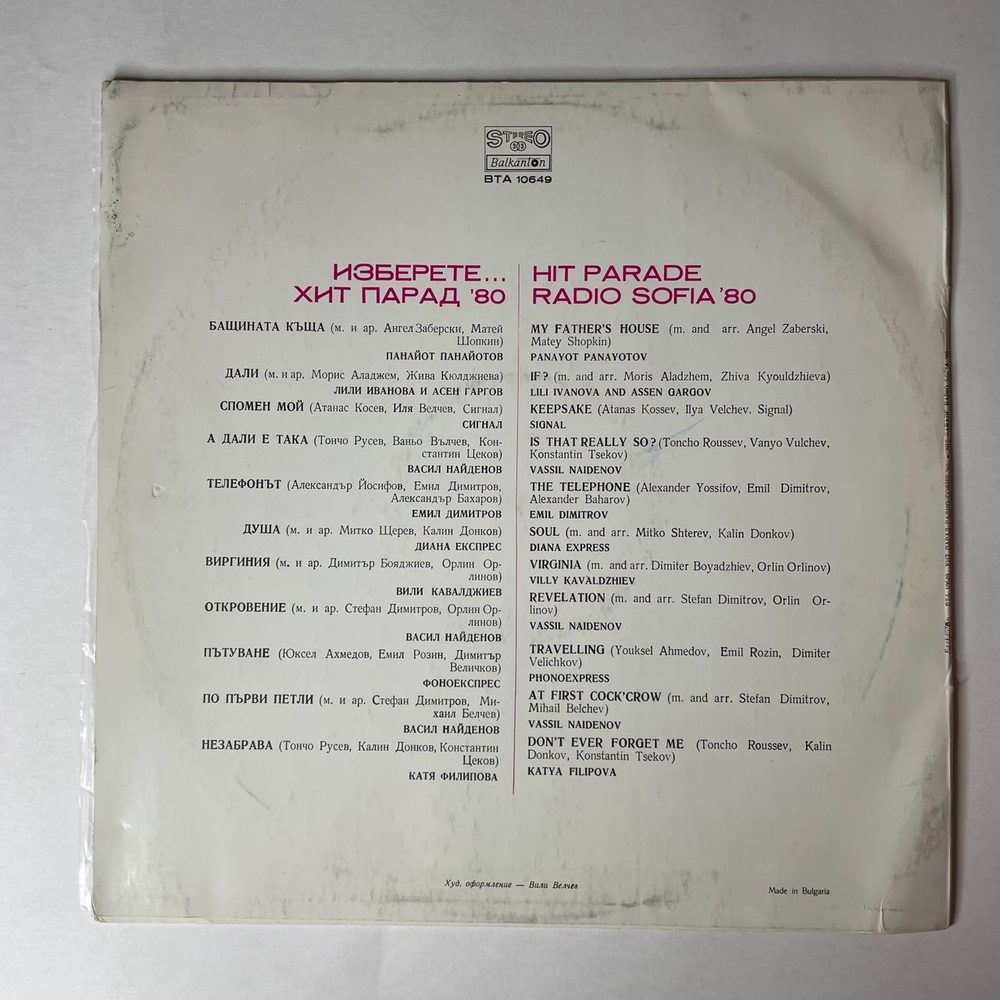 STEREO
33
Balkanton
BTA 10649
ИЗБЕРЕТЕ...
ХИТ ПАРАД '80
БАЩИНАТА КЪЩА (м. и ар. Ангел Заберски, Матей
Шопкин)
ПАНАЙОТ ПАНАЙОТОВ
ДАЛИ (м. и ар. Морис Аладжем, Жива Кюлджиева)
ЛИЛИ ИВАНОВА И АСЕН ГАРГОВ
СПОМЕН МОЙ (Атанас Косев, Иля Велчев, Сигнал)
СИГНАЛ
А ДАЛИ Е ТАКА (Тончо Русев, Ваньо Вълчев, Кон-
стантин Цеков)
ВАСИЛ НАЙДЕНОВ
ТЕЛЕФОНЪТ (Александър Йосифов, Емил Димитров,
Александър Бахаров)
ЕМИЛ ДИМИТРОВ
ДУША (м. и ар. Митко Щерев, Калин Донков)
ДИАНА ЕКСПРЕС
ВИРГИНИЯ (м. и ар. Димитър Бояджиев, Орлин Ор-
линов)
ВИЛИ КАВАЛДЖИЕВ
ОТКРОВЕНИЕ (м. и ар. Стефан Димитров, Орлин Ор-
линов)
ВАСИЛ НАЙДЕНОВ
ПЪТУВАНЕ (Юксел Ахмедов, Емил Розин, Димитър
Величков)
ФОНОЕКСПРЕС
ПО ПЪРВИ ПЕТЛИ (м. и ар. Стефан Димитров, Ми-
хаил Белчев)
ВАСИЛ НАЙДЕНОВ
НЕЗАБРАВА (Тончо Русев, Калин Донков, Константин
Цеков)
КАТЯ ФИЛИПОВА
HIT PARADE
RADIO SOFIA '80
MY FATHER'S HOUSE (m. and arr. Angel Zaberski,
Matey Shopkin)
PANAYOT PANAYOTOV
IF? (m. and arr. Moris Aladzhem, Zhiva Kyouldzhieva)
LILI IVANOVA AND ASSEN GARGOV
KEEPSAKE (Atanas Kossev, Ilya Velchev, Signal)
SIGNAL
IS THAT REALLY SO? (Toncho Roussev, Vanyo Vulchev,
Konstantin Tsekov)
VASSIL NAIDENOV
THE TELEPHONE (Alexander Yossifov, Emil Dimitrov,
Alexander Baharov)
EMIL DIMITROV
SOUL (m. and arr. Mitko Shterev, Kalin Donkov)
DIANA EXPRESS
VIRGINIA (m. and arr. Dimiter Boyadzhiev, Orlin Orlinov)
VILLY KAVALDZHIEV
REVELATION (m. and arr. Stefan Dimitrov, Orlin Or-
linov)
VASSIL NAIDENOV
TRAVELLING (Youksel Ahmedov, Emil Rozin, Dimiter
Velichkov)
PHONOEXPRESS
AT FIRST COCK'CROW (m. and arr. Stefan Dimitrov,
Mihail Belchev)
VASSIL NAIDENOV
DON'T EVER FORGET ME (Toncho Roussev, Kalin
Donkov, Konstantin Tsekov)
KATYA FILIPOVA
Худ. оформление — Вили Велчев
Made in Bulgaria